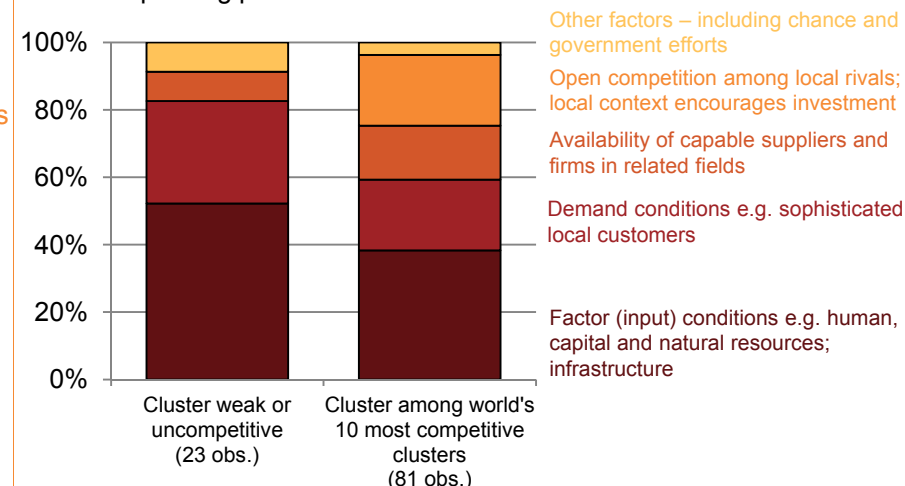 100%
80%
60%
40%
20%
0%
Cluster weak or
uncompetitive
(23 obs.)
Cluster among world's
10 most competitive
clusters
(81 obs.)
Other factors – including chance and
government efforts
Open competition among local rivals;
local context encourages investment
Availability of capable suppliers and
firms in related fields
Demand conditions e.g. sophisticated
local customers
Factor (input) conditions e.g. human,
capital and natural resources;
infrastructure